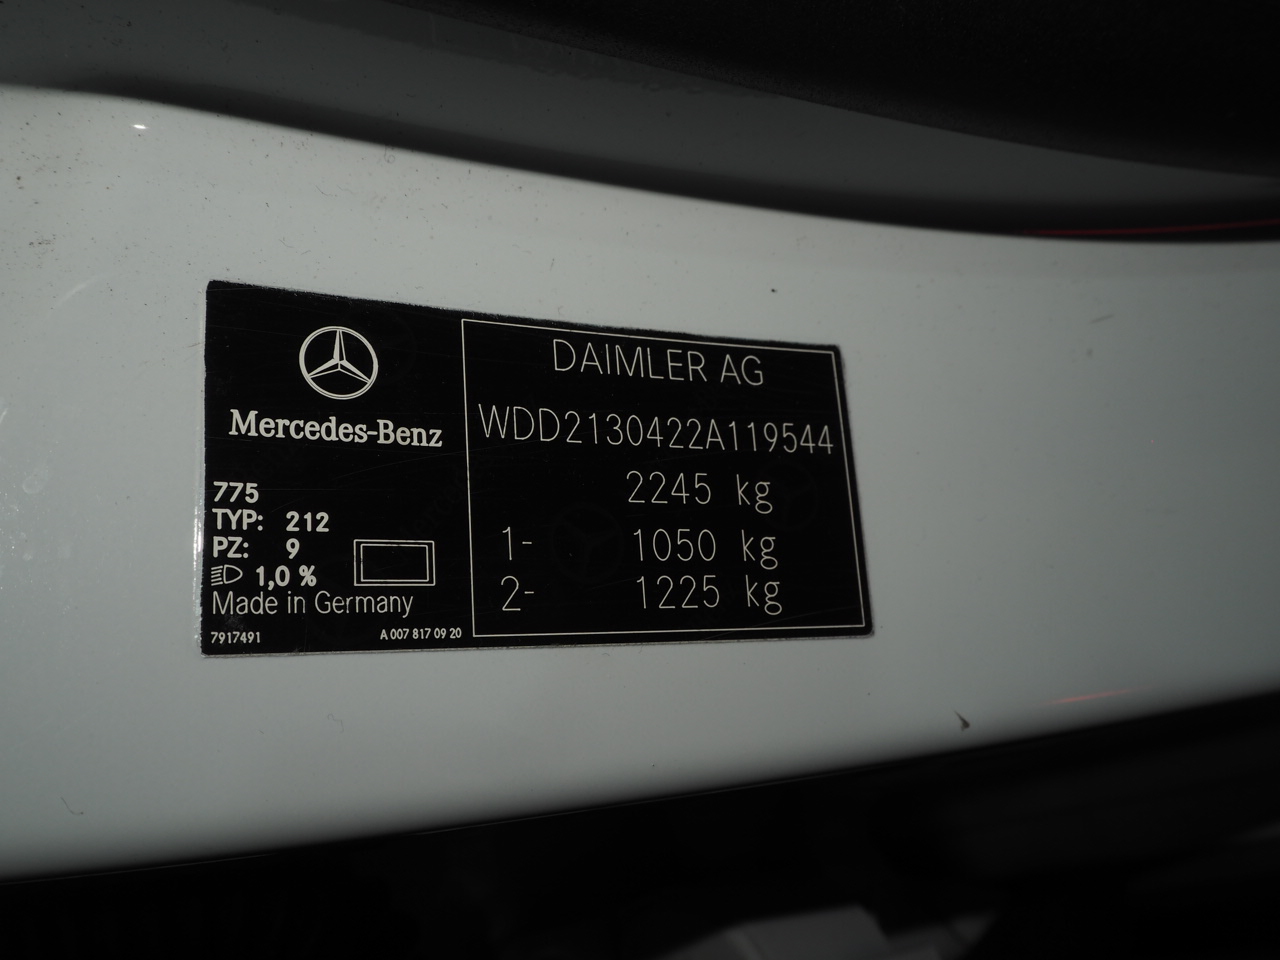 Mercedes-Benz
775
TYP: 212
PZ: 9
1,0 %
Made in Germany
7917491 A 007 817 09 20
DAIMLER AG
WDD2130422A119544
2245 kg
1- 1050 kg
2- 1225 kg